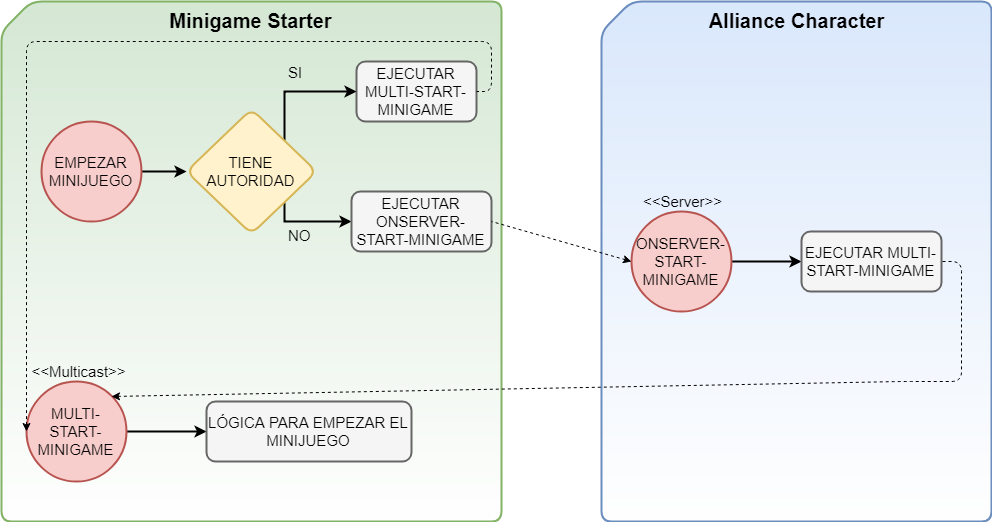 Minigame Starter
Alliance Character
SI
EJECUTAR
MULTI-START-
MINIGAME
EMPEZAR
MINIJUEGO
TIENE
AUTORIDAD
NO
EJECUTAR
ONSERVER-
START-MINIGAME
<<Server>>
ONSERVER-
START-
MINIGAME
EJECUTAR MULTI-
START-MINIGAME
<<Multicast>>
MULTI-
START-
MINIGAME
LÓGICA PARA EMPEZAR EL
MINIJUEGO